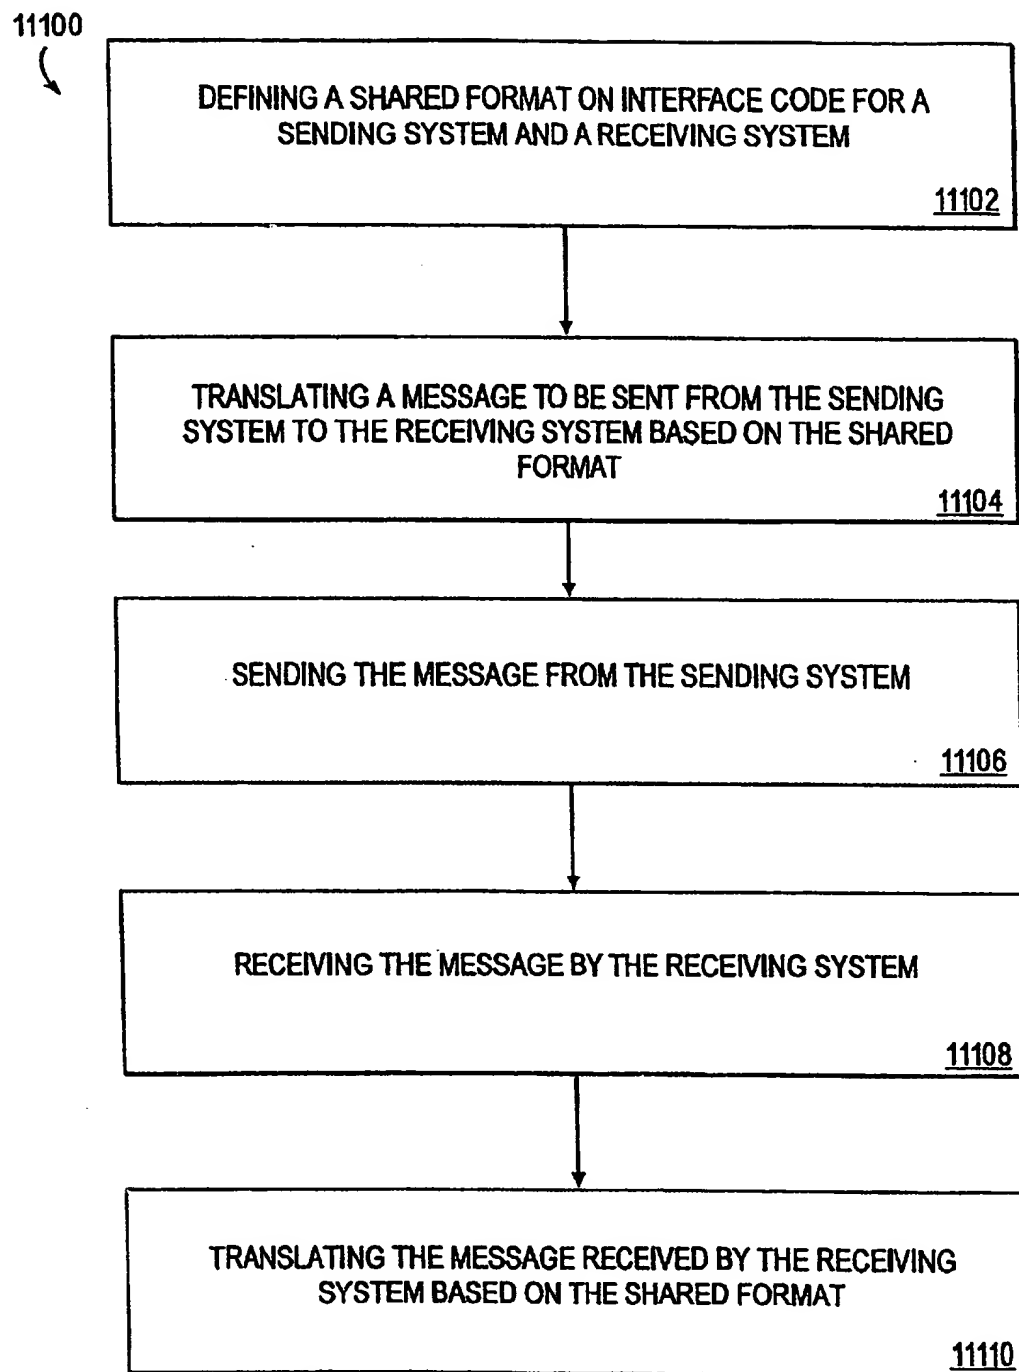 11100
DEFINING A SHARED FORMAT ON INTERFACE CODE FOR A
SENDING SYSTEM AND A RECEIVING SYSTEM
11102
TRANSLATING A MESSAGE TO BE SENT FROM THE SENDING
SYSTEM TO THE RECEIVING SYSTEM BASED ON THE SHARED
FORMAT
11104
SENDING THE MESSAGE FROM THE SENDING SYSTEM
11106
RECEIVING THE MESSAGE BY THE RECEIVING SYSTEM
11108
TRANSLATING THE MESSAGE RECEIVED BY THE RECEIVING
SYSTEM BASED ON THE SHARED FORMAT
11110